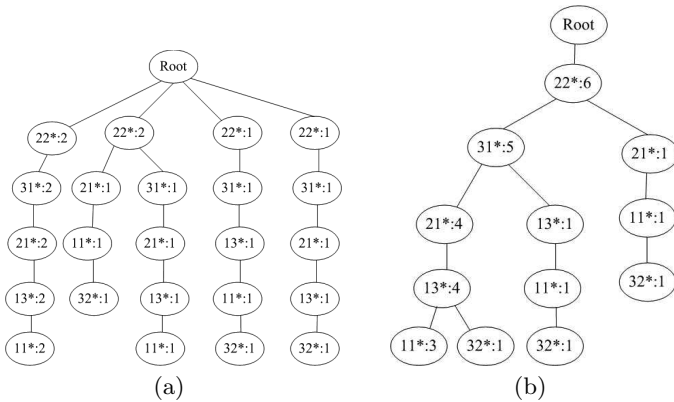 Root
22*:2 22*:2 22*:1 22*:1
31*:2 21*:1 31*:1 31*:1 31*:1
21*:2 11*:1 21*:1 13*:1 21*:1
13*:2 32*:1 13*:1 11*:1 13*:1
11*:2 11*:1 32*:1 32*:1
(a)
Root
22*:6
31*:5 21*:1
21*:4 13*:1 11*:1
13*:4 11*:1 32*:1
11*:3 32*:1 32*:1
(b)